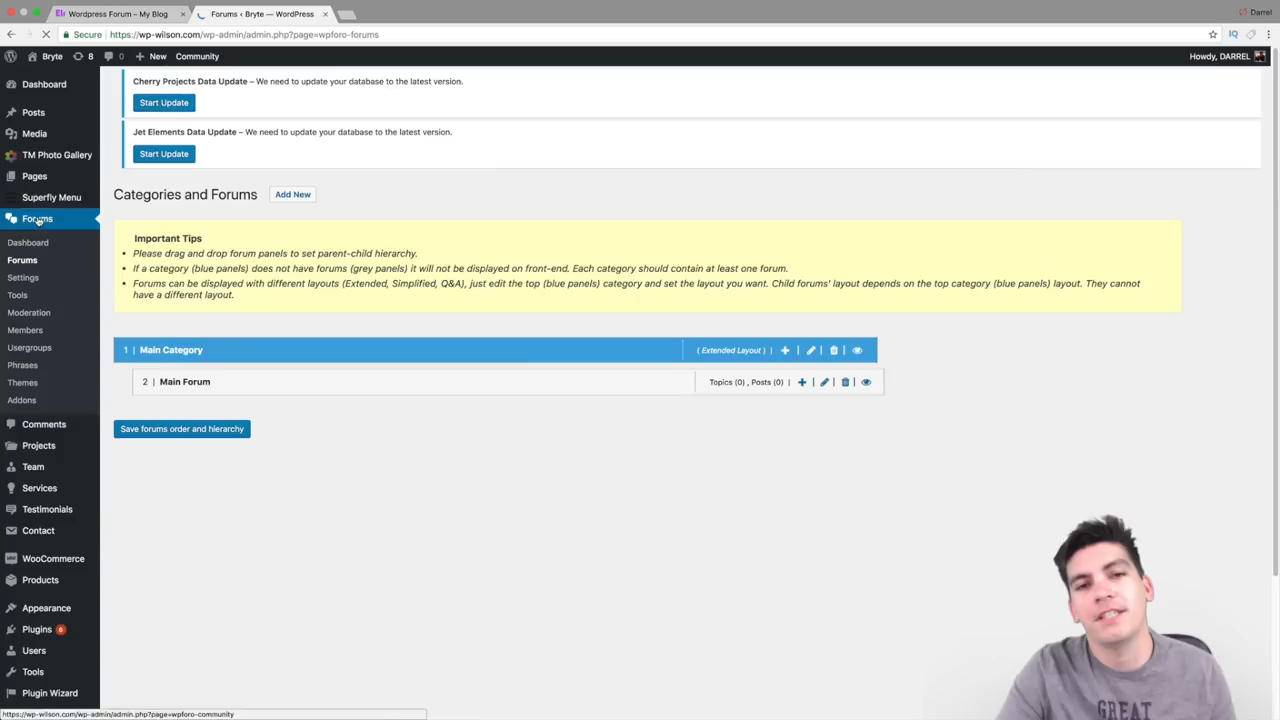 Wordpress Forum – My Blog
Forums ‹ Bryte — WordPress
Darrel
Secure
https://wp-wilson.com/wp-admin/admin.php?page=wpforo-forums
IQ
Bryte
8
0
New
Community
Howdy, DARREL
Dashboard
Posts
Media
TM Photo Gallery
Pages
Superfly Menu
Forums
Dashboard
Forums
Settings
Tools
Moderation
Members
Usergroups
Phrases
Themes
Addons
Comments
Projects
Team
Services
Testimonials
Contact
WooCommerce
Products
Appearance
Plugins 6
Users
Tools
Plugin Wizard
Cherry Projects Data Update – We need to update your database to the latest version.
Start Update
Jet Elements Data Update – We need to update your database to the latest version.
Start Update
Categories and Forums
Add New
Important Tips
Please drag and drop forum panels to set parent-child hierarchy.
If a category (blue panels) does not have forums (grey panels) it will not be displayed on front-end. Each category should contain at least one forum.
Forums can be displayed with different layouts (Extended, Simplified, Q&A), just edit the top (blue panels) category and set the layout you want. Child forums' layout depends on the top category (blue panels) layout. They cannot
have a different layout.
1 | Main Category
( Extended Layout ) |
2 | Main Forum
Topics (0) , Posts (0) |
Save forums order and hierarchy
https://wp-wilson.com/wp-admin/admin.php?page=wpforo-community
GREAT